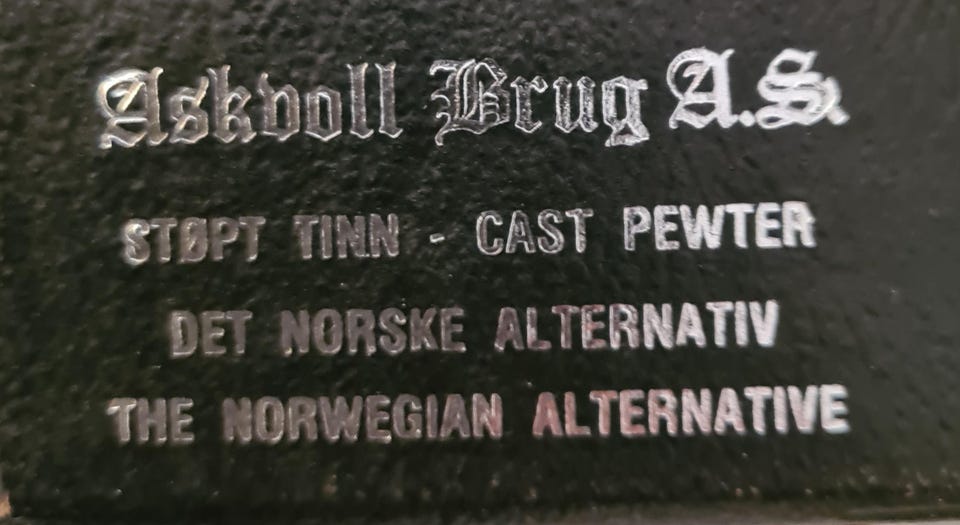 Askvoll Brug A.S.
STØPT TINN - CAST PEWTER
DET NORSKE ALTERNATIV
THE NORWEGIAN ALTERNATIVE